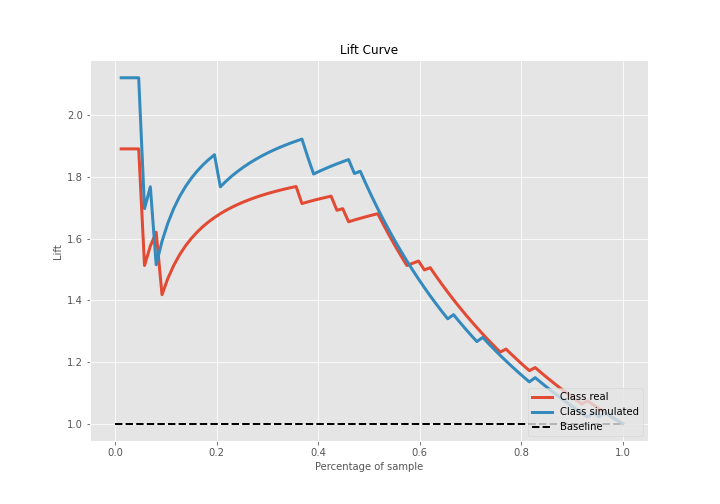 Lift Curve
2.0
1.8
1.6
1.4
1.2
1.0
Lift
0.0 0.2 0.4 0.6 0.8 1.0
Percentage of sample
Class real
Class simulated
Baseline